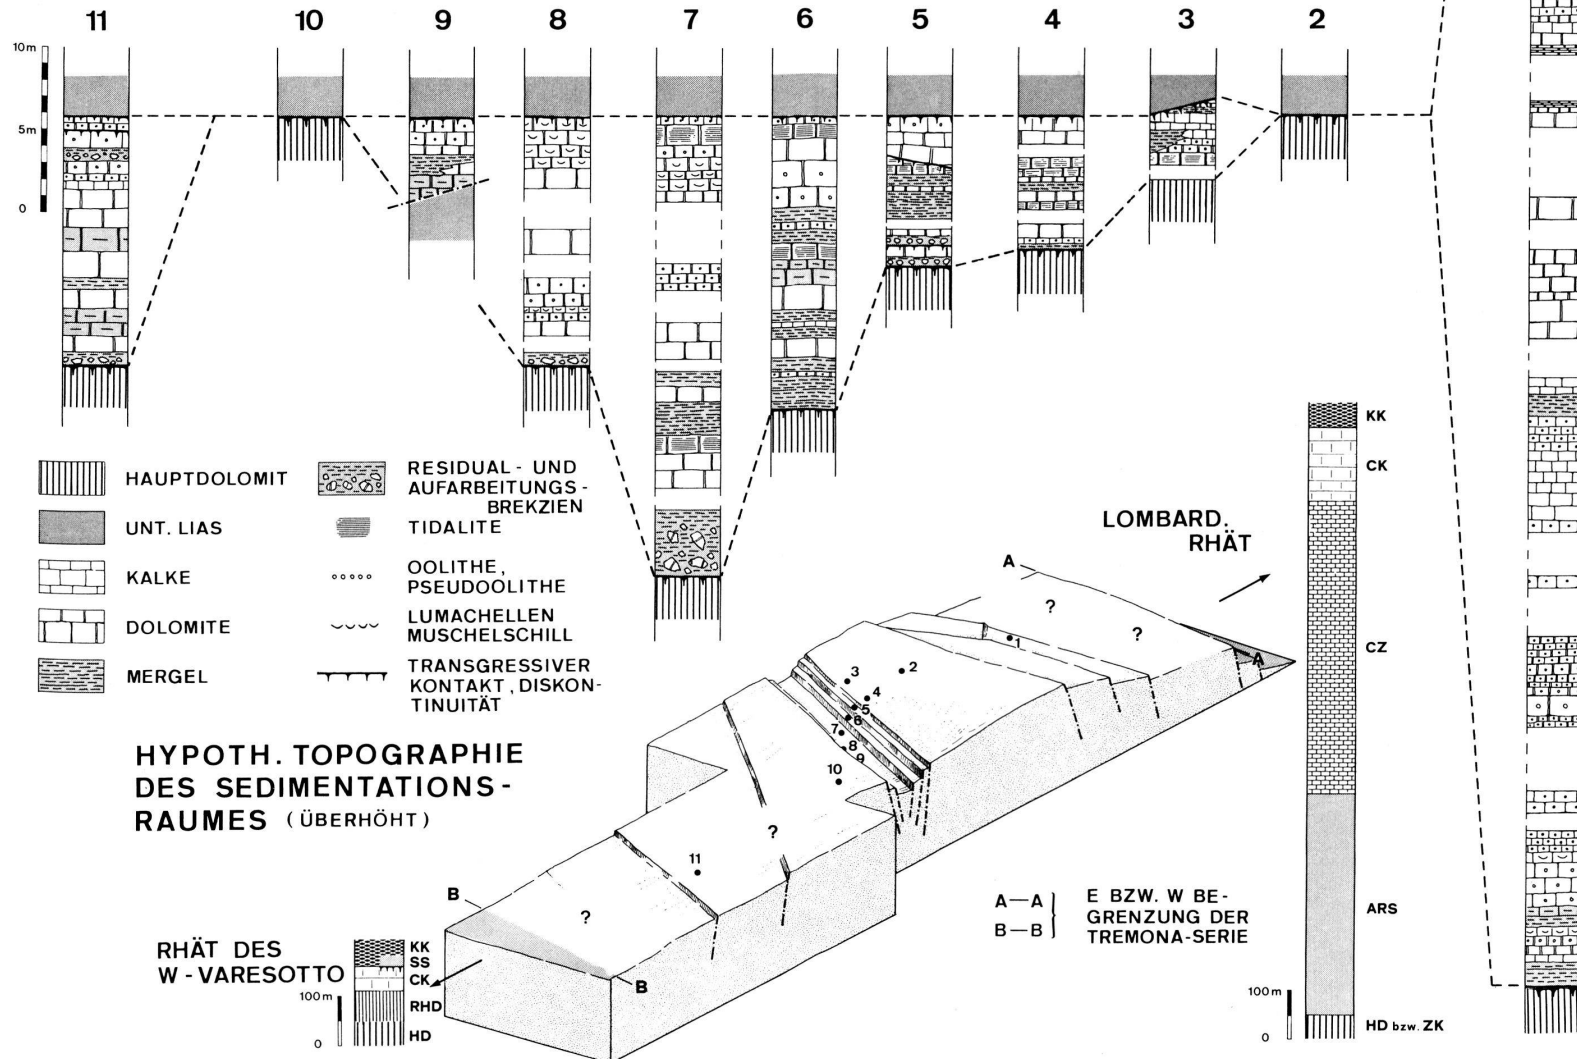 11 10 9 8 7 6 5 4 3 2
10m
5m
0
HAUPTDOLOMIT
UNT. LIAS
KALKE
DOLOMITE
MERGEL
RESIDUAL- UND
AUFARBEITUNGS-
BREKZIEN
TIDALITE
OOLITHE,
PSEUDOOLITHE
LUMACHELLEN
MUSCHELSCHILL
TRANSGRESSIVER
KONTAKT, DISKON-
TINUITÄT
HYPOTH. TOPOGRAPHIE
DES SEDIMENTATIONS-
RAUMES (ÜBERHÖHT)
LOMBARD.
RHÄT
A
?
?
1
A
2
3
4
5
6
7
8
9
10
?
11
B
?
B
RHÄT DES
W-VARESOTTO
KK
SS
CK
RHD
HD
100m
0
A—A
B—B
E BZW. W BE-
GRENZUNG DER
TREMONA-SERIE
KK
CK
CZ
ARS
100m
0
HD bzw. ZK